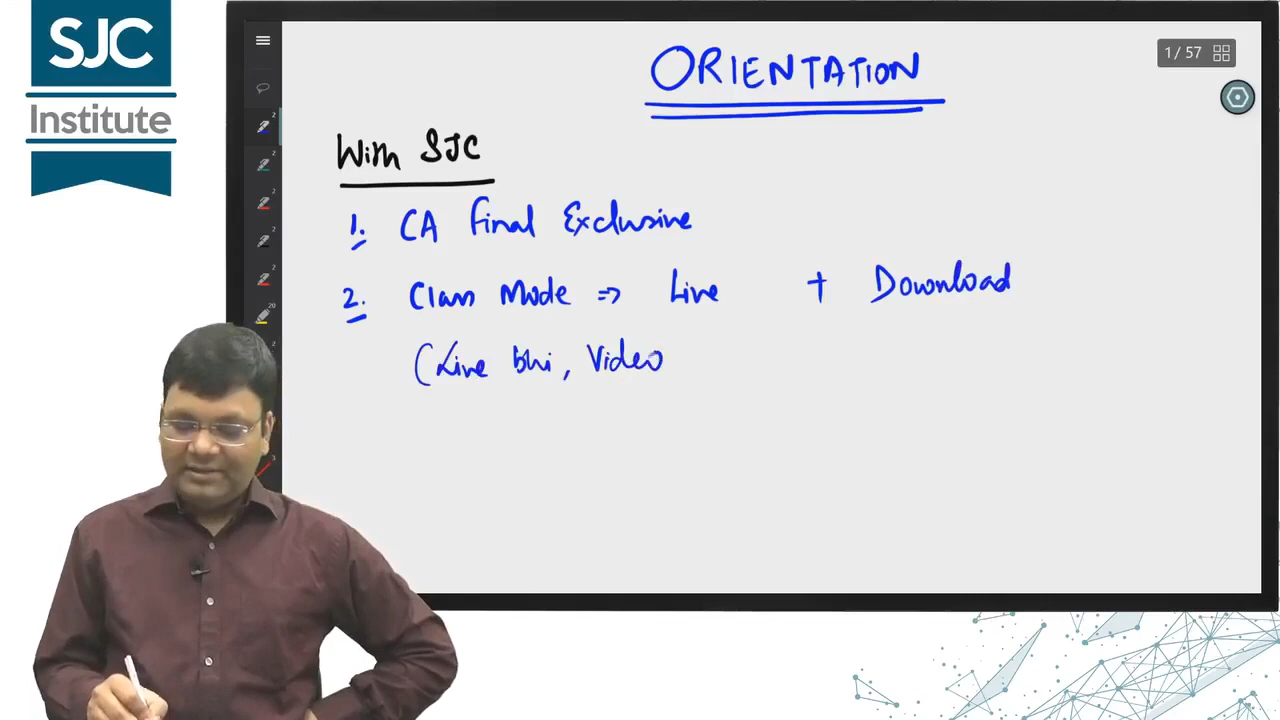 SJC
Institute
1 / 57
ORIENTATION
With SJC
1. CA Final Exclusive
2. Class Mode ⇒ Live + Download
(Live bhi, Video